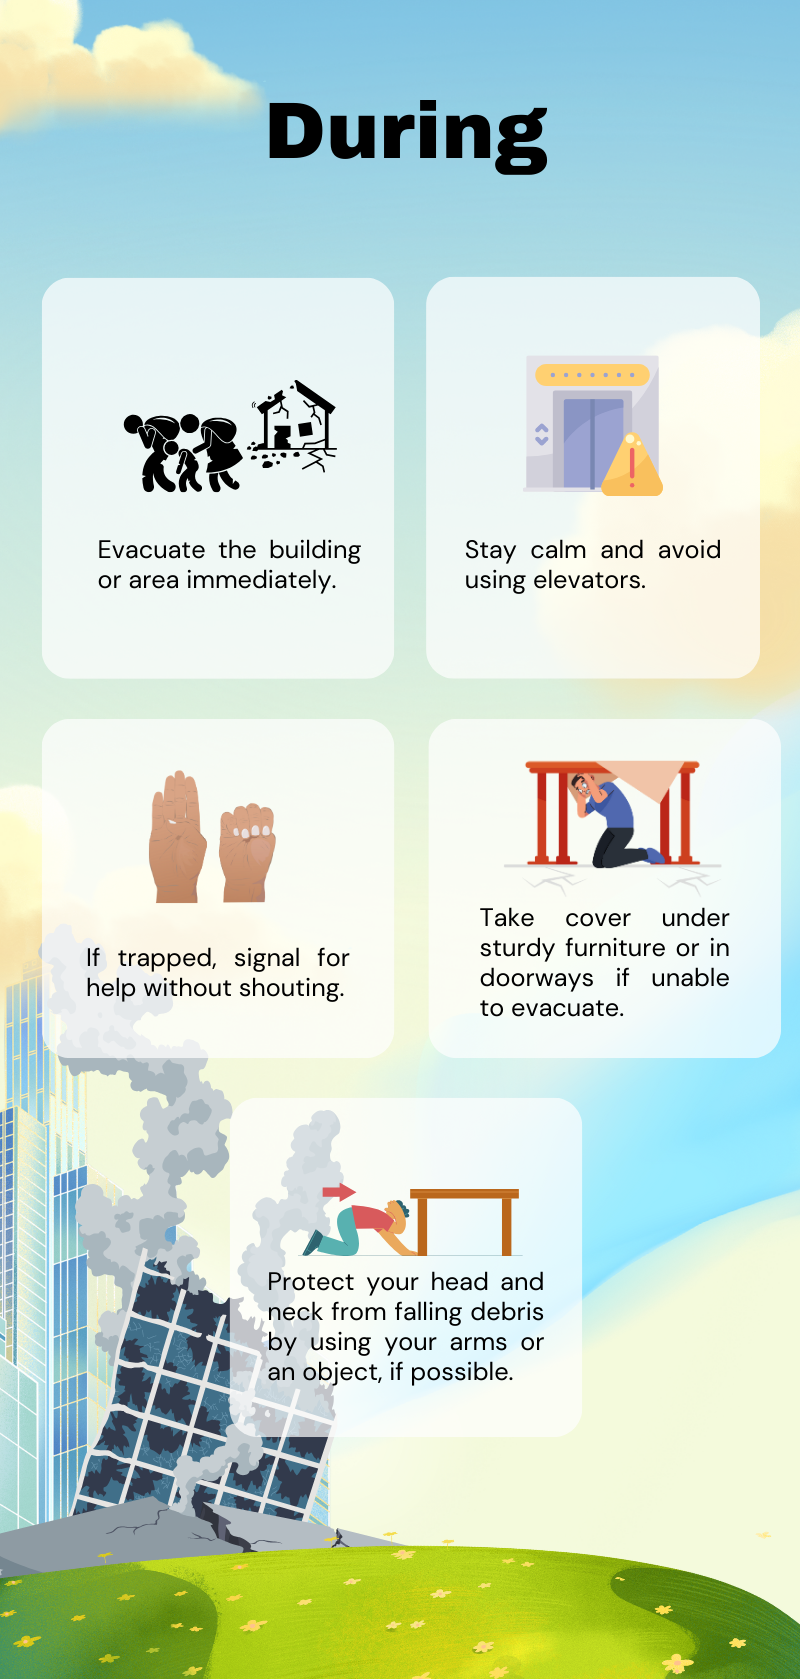 During
Evacuate the building
or area immediately.
Stay calm and avoid
using elevators.
If trapped, signal for
help without shouting.
Take cover under
sturdy furniture or in
doorways if unable
to evacuate.
Protect your head and
neck from falling debris
by using your arms or
an object, if possible.